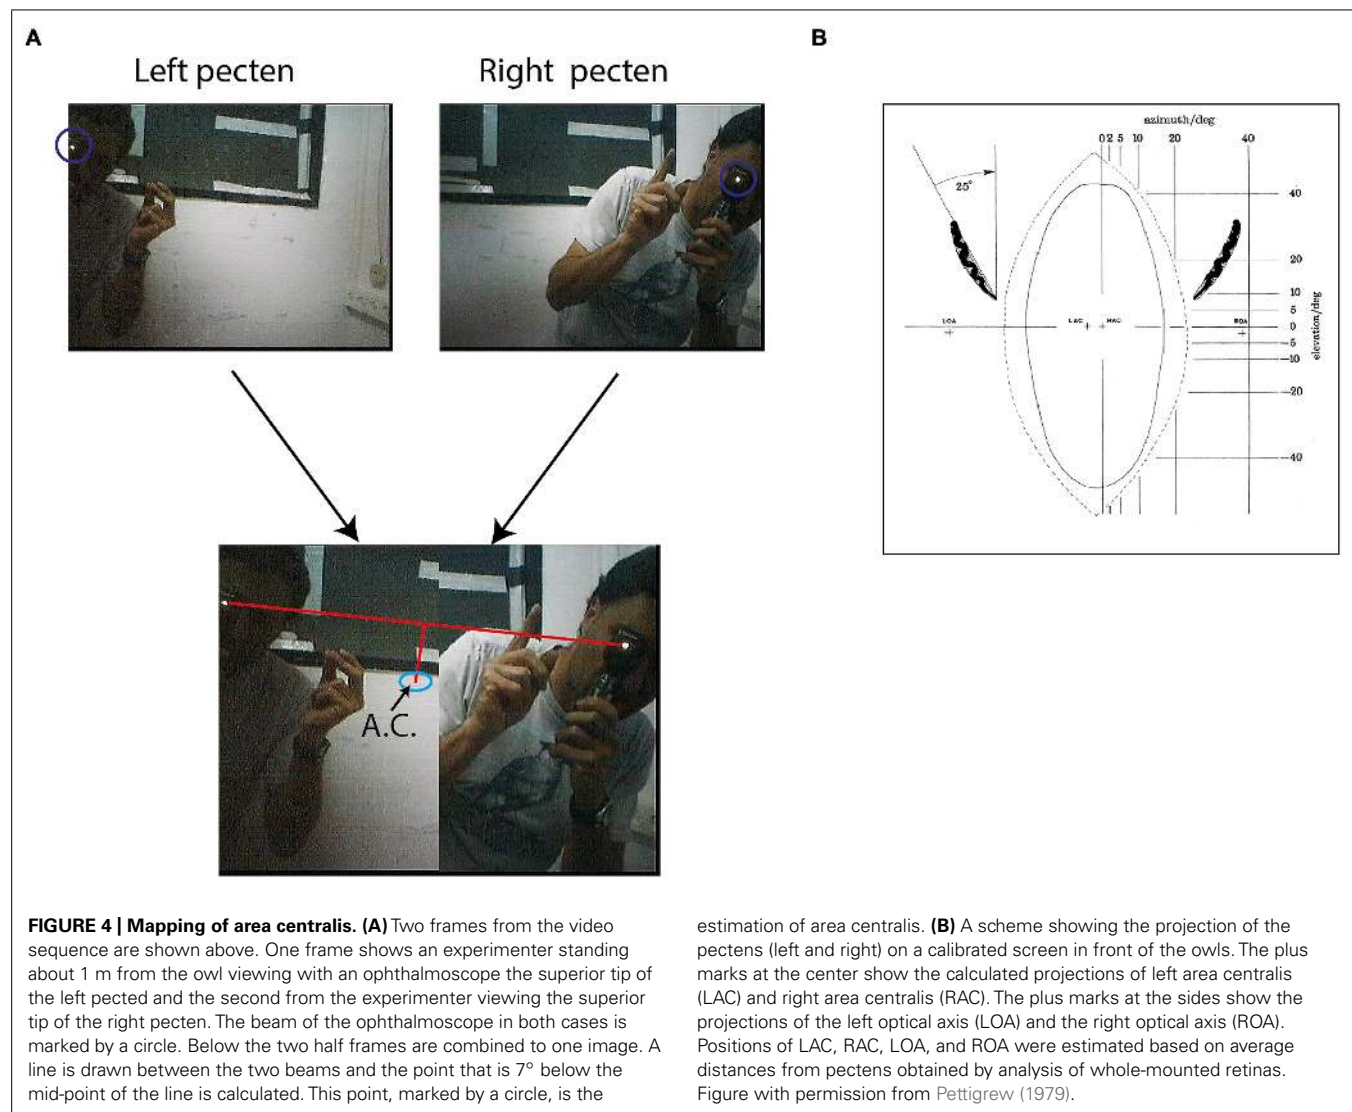 A
B
Left pecten
Right pecten
A.C.
azimuth/deg
0 2 5 10 20 40
25°
40
20
10
5
0
-5
-10
-20
-40
elevation/deg
LOA
LAC
RAC
ROA
FIGURE 4 | Mapping of area centralis. (A) Two frames from the video
sequence are shown above. One frame shows an experimenter standing
about 1 m from the owl viewing with an ophthalmoscope the superior tip of
the left pected and the second from the experimenter viewing the superior
tip of the right pecten. The beam of the ophthalmoscope in both cases is
marked by a circle. Below the two half frames are combined to one image. A
line is drawn between the two beams and the point that is 7° below the
mid-point of the line is calculated. This point, marked by a circle, is the
estimation of area centralis. (B) A scheme showing the projection of the
pectens (left and right) on a calibrated screen in front of the owls. The plus
marks at the center show the calculated projections of left area centralis
(LAC) and right area centralis (RAC). The plus marks at the sides show the
projections of the left optical axis (LOA) and the right optical axis (ROA).
Positions of LAC, RAC, LOA, and ROA were estimated based on average
distances from pectens obtained by analysis of whole-mounted retinas.
Figure with permission from Pettigrew (1979).